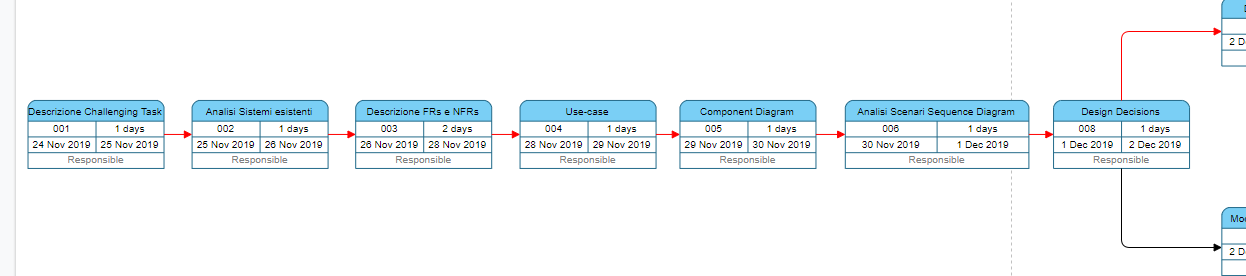 Descrizione Challenging Task
001 1 days
24 Nov 2019 25 Nov 2019
Responsible
Analisi Sistemi esistenti
002 1 days
25 Nov 2019 26 Nov 2019
Responsible
Descrizione FRs e NFRs
003 2 days
26 Nov 2019 28 Nov 2019
Responsible
Use-case
004 1 days
28 Nov 2019 29 Nov 2019
Responsible
Component Diagram
005 1 days
29 Nov 2019 30 Nov 2019
Responsible
Analisi Scenari Sequence Diagram
006 1 days
30 Nov 2019 1 Dec 2019
Responsible
Design Decisions
008 1 days
1 Dec 2019 2 Dec 2019
Responsible
2 D
2 D